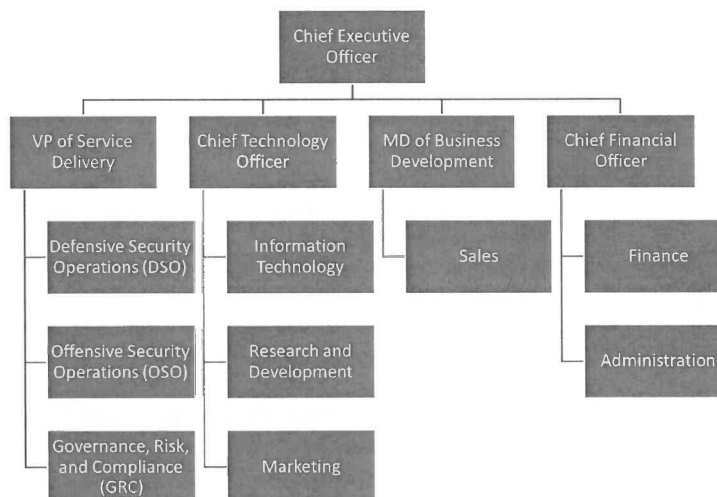 Chief Executive
Officer
VP of Service
Delivery
Chief Technology
Officer
MD of Business
Development
Chief Financial
Officer
Defensive Security
Operations (DSO)
Information
Technology
Sales
Finance
Offensive Security
Operations (OSO)
Research and
Development
Administration
Governance, Risk,
and Compliance
(GRC)
Marketing